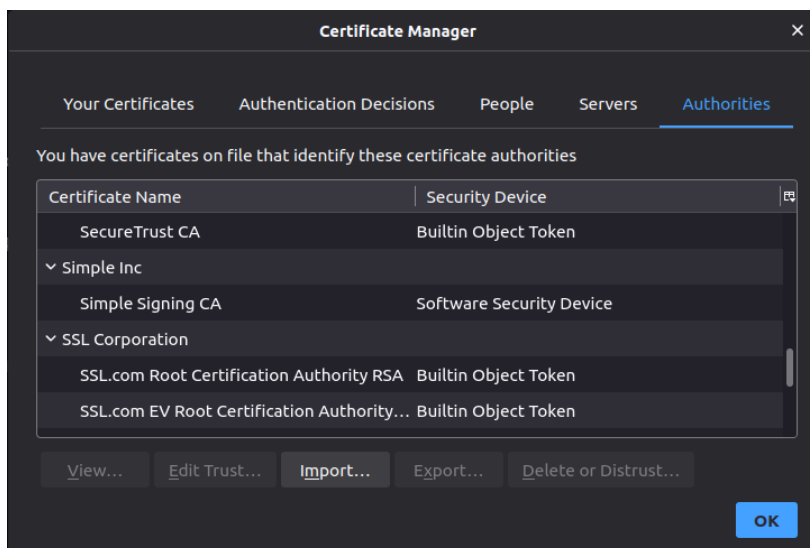 Certificate Manager
Your Certificates Authentication Decisions People Servers Authorities
You have certificates on file that identify these certificate authorities
Certificate Name Security Device
SecureTrust CA Builtin Object Token
Simple Inc
Simple Signing CA Software Security Device
SSL Corporation
SSL.com Root Certification Authority RSA Builtin Object Token
SSL.com EV Root Certification Authority… Builtin Object Token
View… Edit Trust… Import… Export… Delete or Distrust…
OK